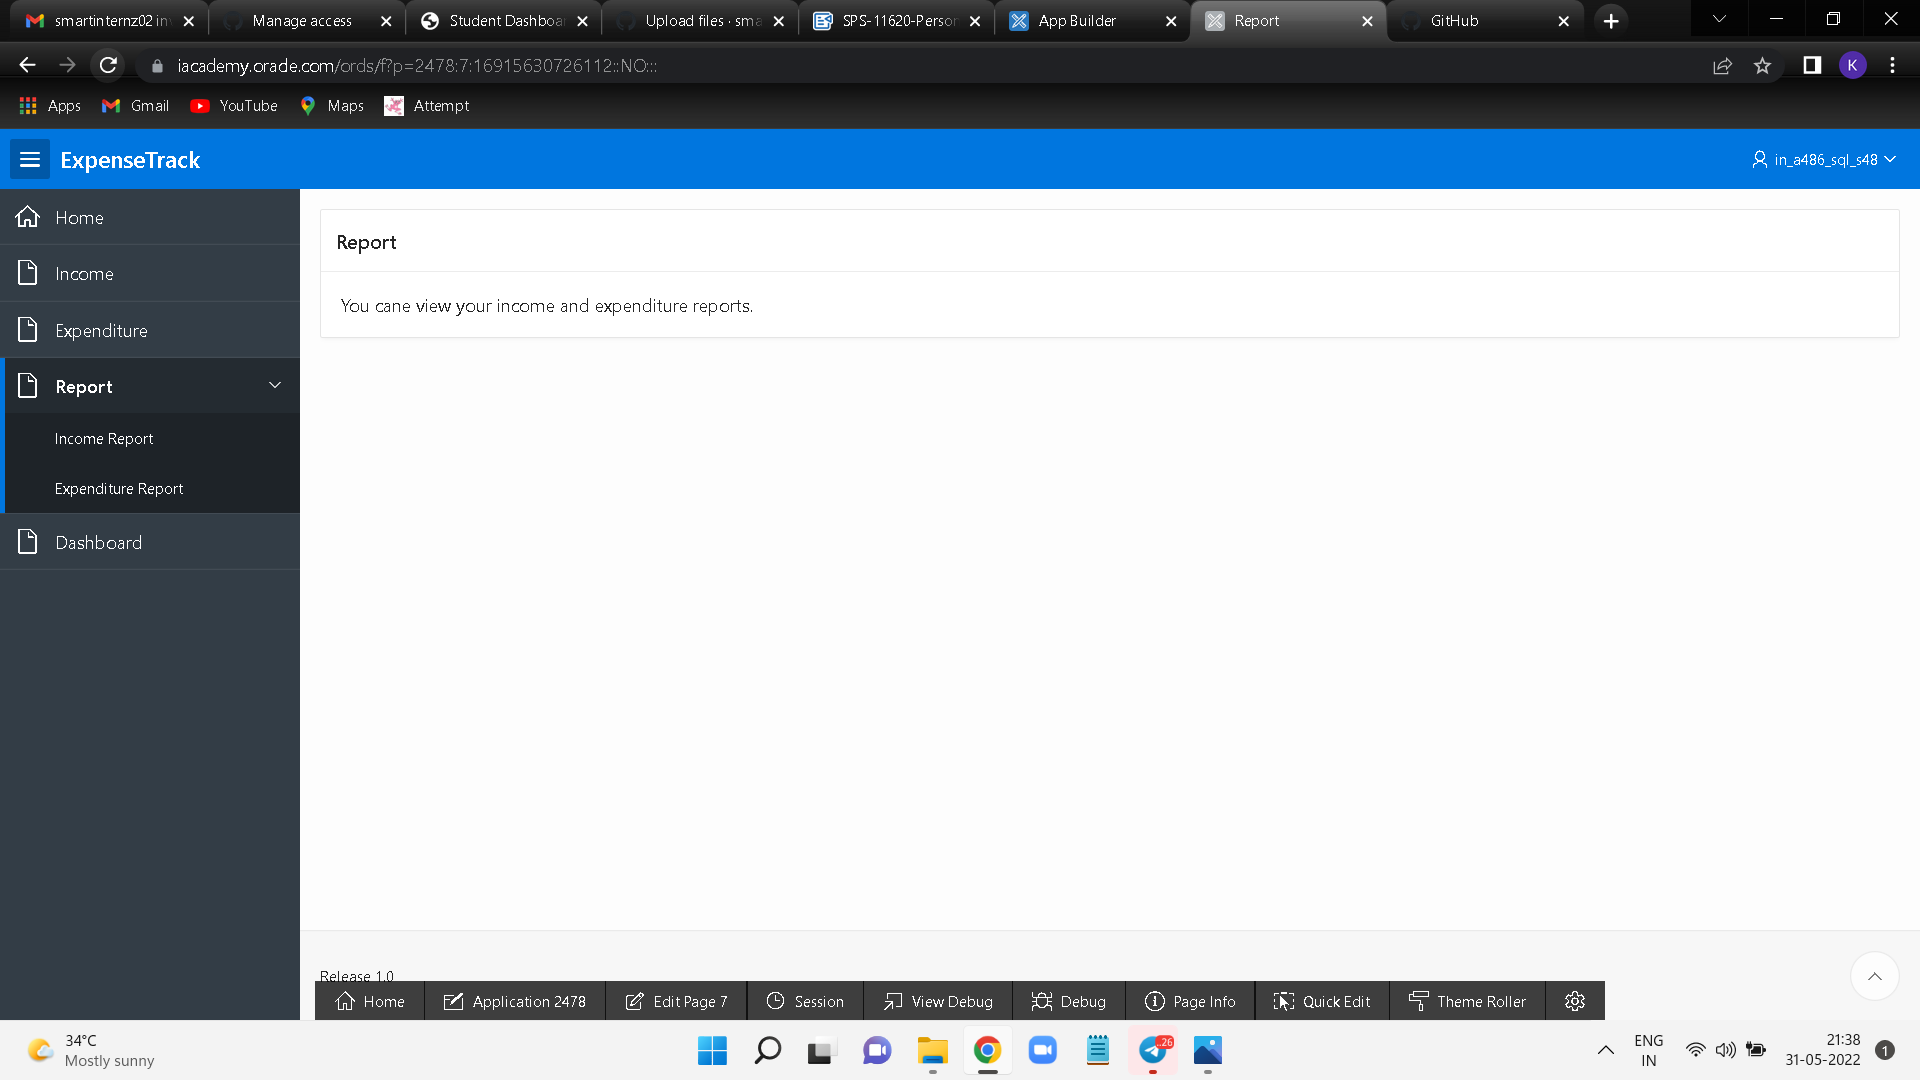 smartinternz02 in
Manage access
Student Dashboar
Upload files · sma
SPS-11620-Person
App Builder
Report
GitHub
iacademy.oracle.com/ords/f?p=2478:7:16915630726112::NO:::
K
Apps
Gmail
YouTube
Maps
Attempt
ExpenseTrack
in_a486_sql_s48
Home
Income
Expenditure
Report
Income Report
Expenditure Report
Dashboard
Report
You cane view your income and expenditure reports.
Release 1.0
Home
Application 2478
Edit Page 7
Session
View Debug
Debug
Page Info
Quick Edit
Theme Roller
34°C
Mostly sunny
..26
ENG
IN
21:38
31-05-2022
1